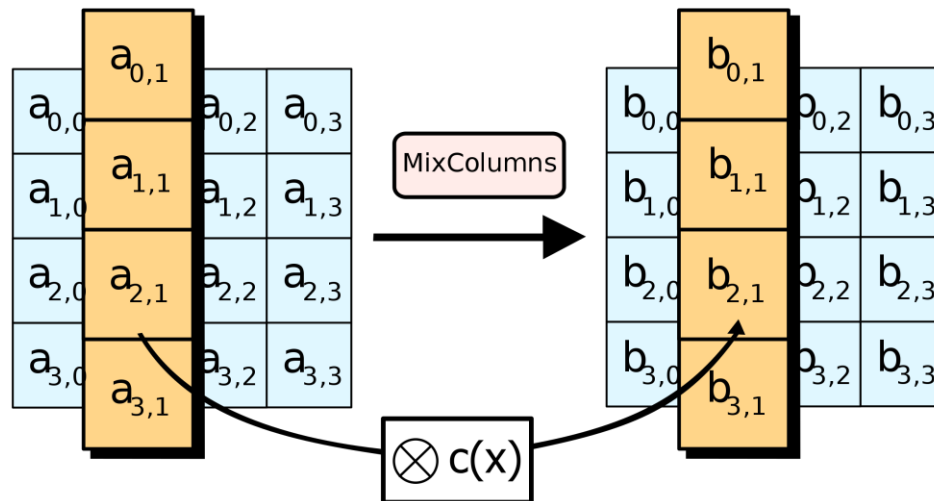 a0,1
a0,0 a0,2 a0,3
a1,1
a1,0 a1,2 a1,3
a2,1
a2,0 a2,2 a2,3
a3,1
a3,0 a3,2 a3,3
MixColumns
⊗ c(x)
b0,1
b0,0 b0,2 b0,3
b1,1
b1,0 b1,2 b1,3
b2,1
b2,0 b2,2 b2,3
b3,1
b3,0 b3,2 b3,3